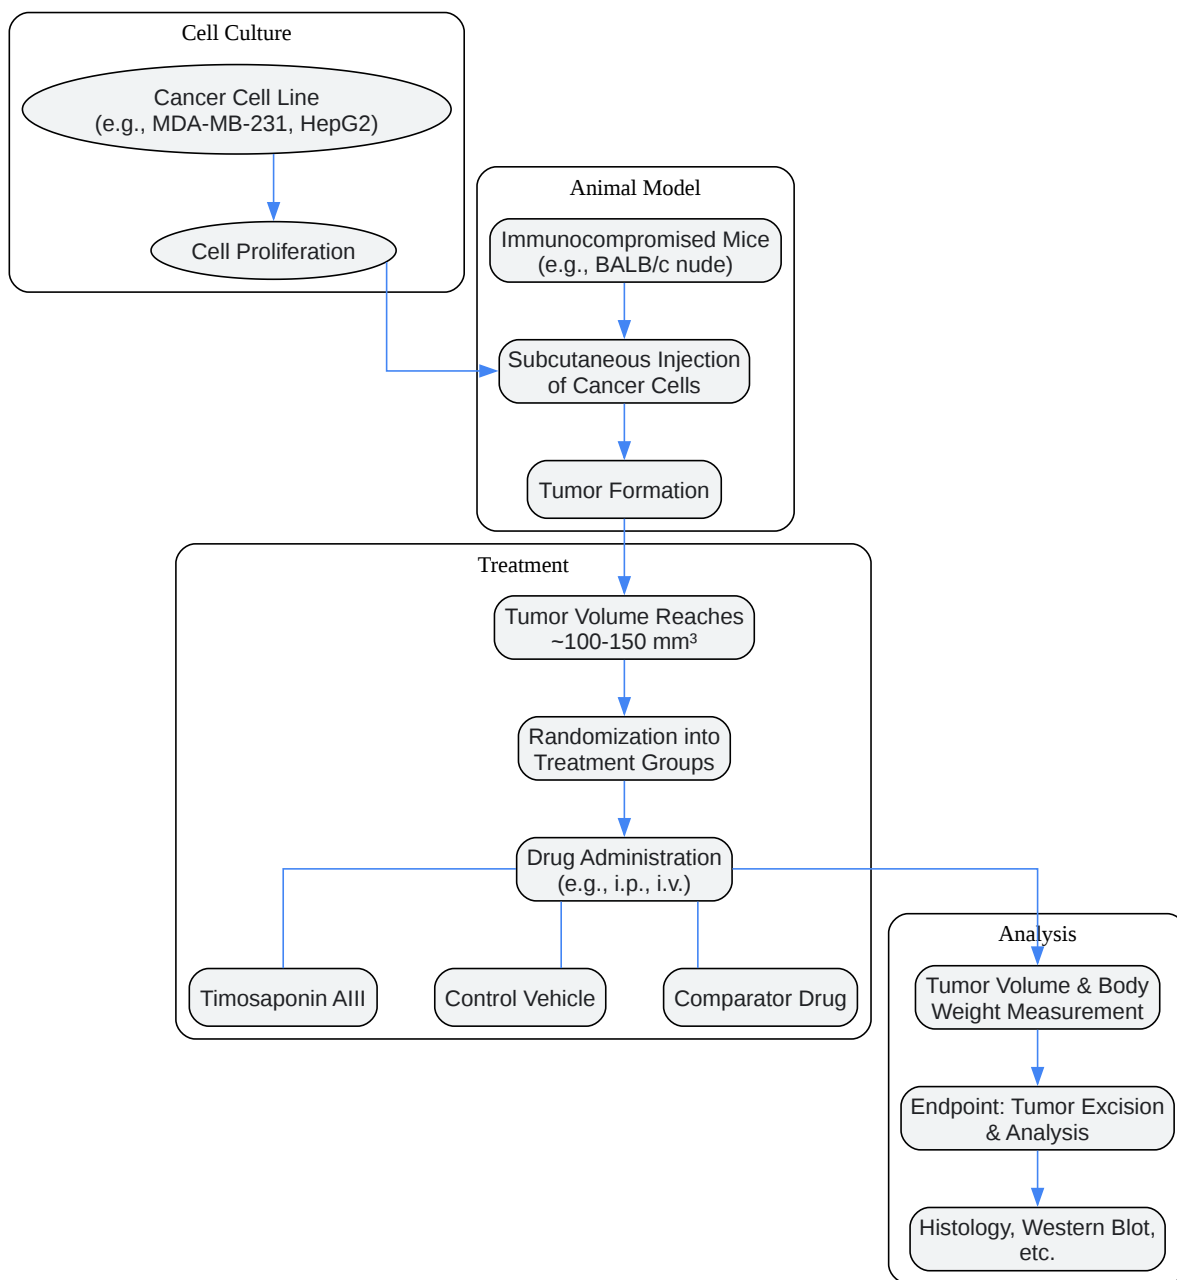 Cell Culture
Cancer Cell Line
(e.g., MDA-MB-231, HepG2)
Cell Proliferation
Animal Model
Immunocompromised Mice
(e.g., BALB/c nude)
Subcutaneous Injection
of Cancer Cells
Tumor Formation
Treatment
Tumor Volume Reaches
~100-150 mm³
Randomization into
Treatment Groups
Drug Administration
(e.g., i.p., i.v.)
Timosaponin AIII
Control Vehicle
Comparator Drug
Analysis
Tumor Volume & Body
Weight Measurement
Endpoint: Tumor Excision
& Analysis
Histology, Western Blot,
etc.